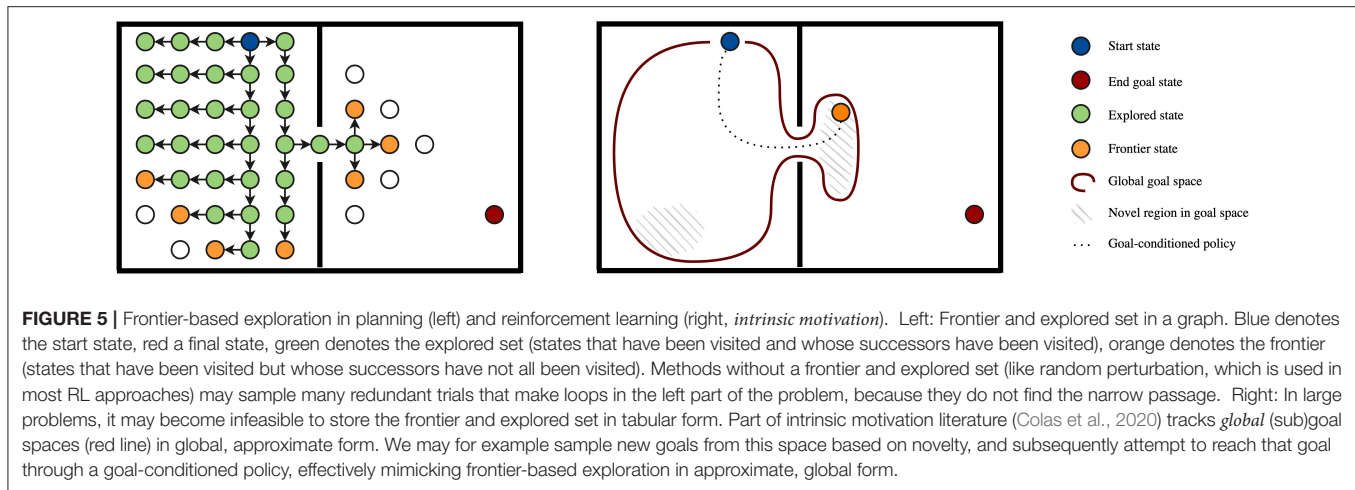 Start state
End goal state
Explored state
Frontier state
Global goal space
Novel region in goal space
Goal-conditioned policy
FIGURE 5 | Frontier-based exploration in planning (left) and reinforcement learning (right, intrinsic motivation). Left: Frontier and explored set in a graph. Blue denotes
the start state, red a final state, green denotes the explored set (states that have been visited and whose successors have been visited), orange denotes the frontier
(states that have been visited but whose successors have not all been visited). Methods without a frontier and explored set (like random perturbation, which is used in
most RL approaches) may sample many redundant trials that make loops in the left part of the problem, because they do not find the narrow passage. Right: In large
problems, it may become infeasible to store the frontier and explored set in tabular form. Part of intrinsic motivation literature (Colas et al., 2020) tracks global (sub)goal
spaces (red line) in global, approximate form. We may for example sample new goals from this space based on novelty, and subsequently attempt to reach that goal
through a goal-conditioned policy, effectively mimicking frontier-based exploration in approximate, global form.